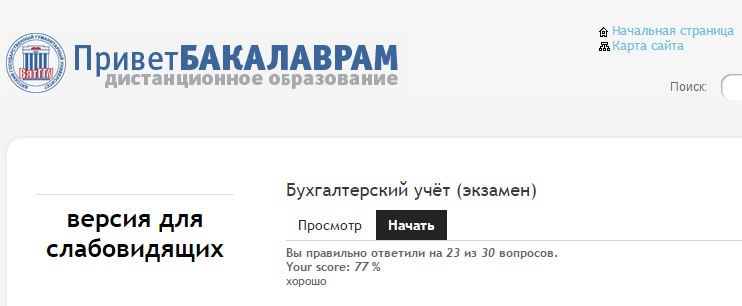 Начальная страница
Карта сайта
ВятГГУ
ПриветБАКАЛАВРАМ
дистанционное образование
Поиск:
версия для
слабовидящих
Бухгалтерский учёт (экзамен)
Просмотр Начать
Вы правильно ответили на 23 из 30 вопросов.
Your score: 77 %
хорошо